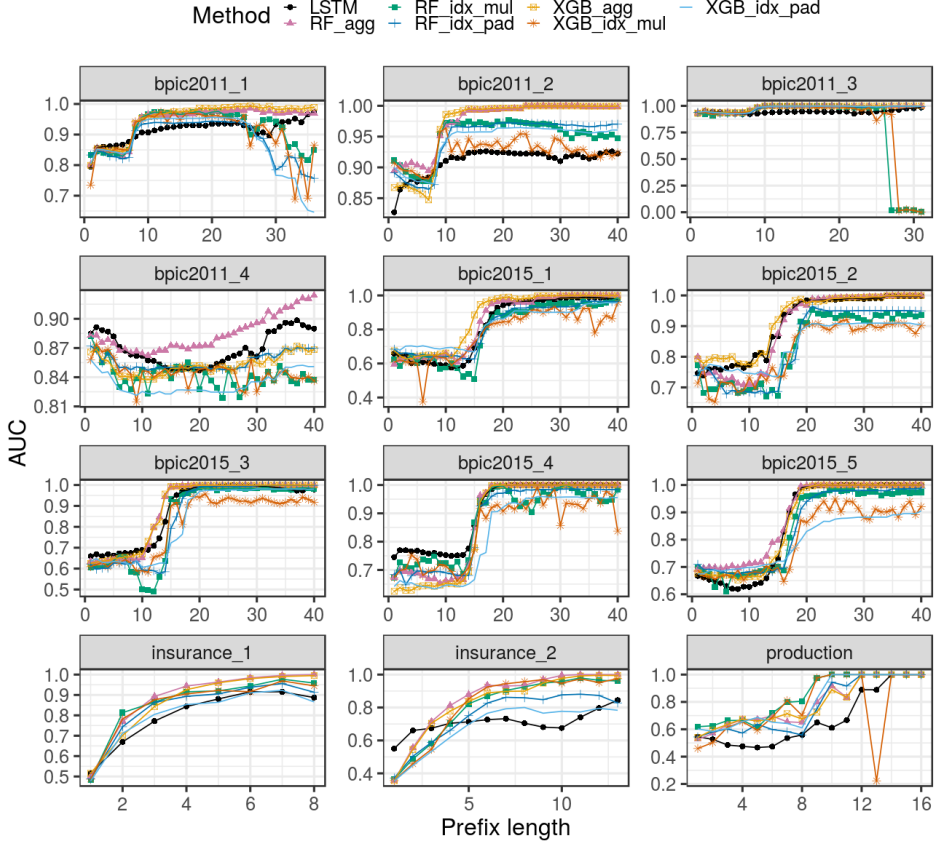 Method LSTM RF_idx_mul XGB_agg XGB_idx_pad
RF_agg RF_idx_pad XGB_idx_mul
bpic2011_1 bpic2011_2 bpic2011_3
1.0
0.9
0.8
0.7
0 10 20 30
1.00
0.95
0.90
0.85
0 10 20 30 40
1.00
0.75
0.50
0.25
0.00
0 10 20 30
bpic2011_4 bpic2015_1 bpic2015_2
0.90
0.87
0.84
0.81
0 10 20 30 40
1.0
0.8
0.6
0.4
0 10 20 30 40
1.0
0.9
0.8
0.7
0 10 20 30 40
AUC
bpic2015_3 bpic2015_4 bpic2015_5
1.0
0.9
0.8
0.7
0.6
0.5
0 10 20 30 40
1.0
0.9
0.8
0.7
0 10 20 30 40
1.0
0.9
0.8
0.7
0.6
0 10 20 30 40
insurance_1 insurance_2 production
1.0
0.9
0.8
0.7
0.6
0.5
2 4 6 8
1.0
0.8
0.6
0.4
5 10
1.0
0.8
0.6
0.4
0.2
4 8 12 16
Prefix length